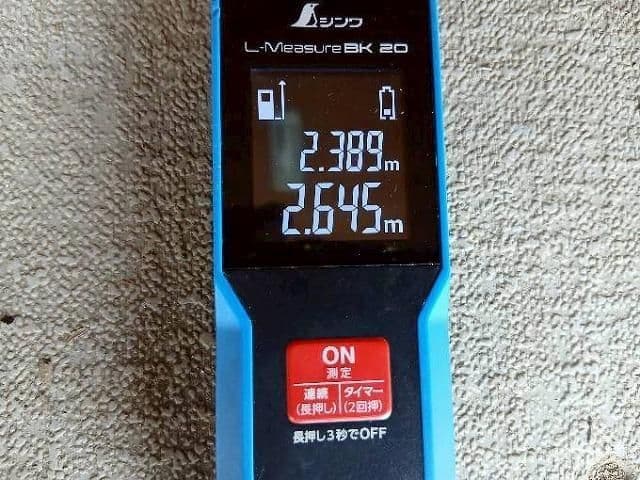 シンワ
L-Measure BK 20
2.389m
2.645m
ON
測定
連続 タイマー
(長押し) (2回押)
長押し3秒でOFF